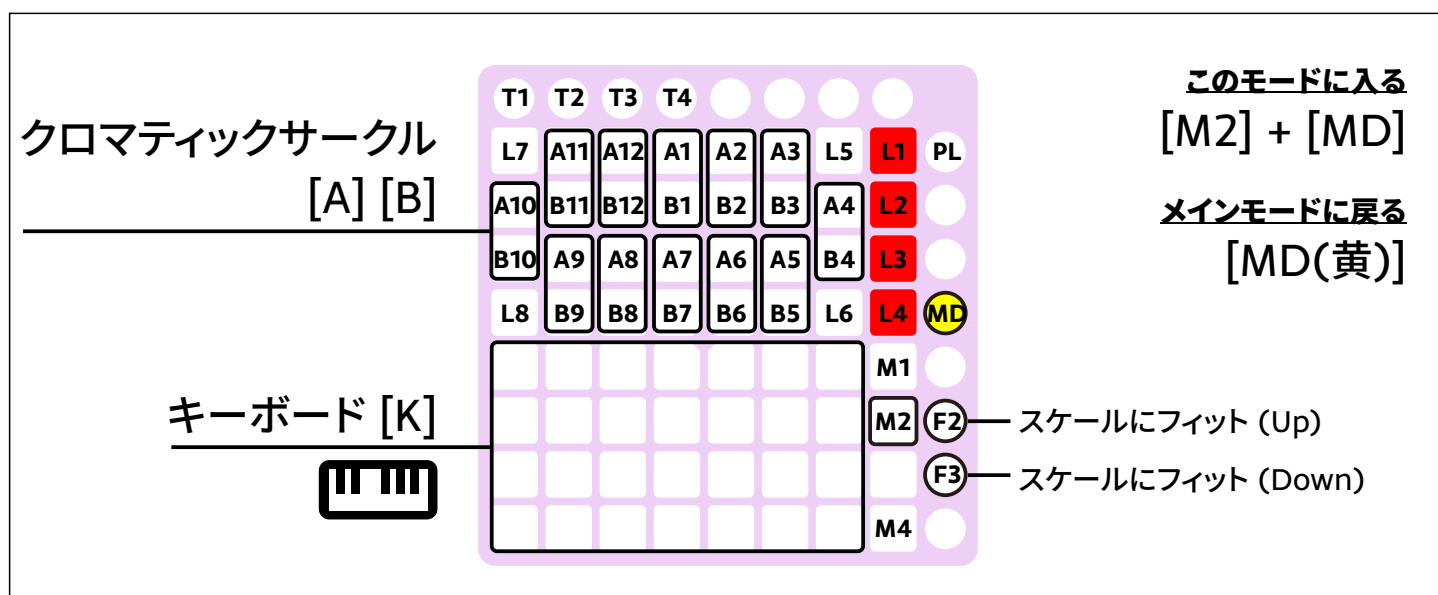 クロマティックサークル
[A] [B]
キーボード [K]
T1 T2 T3 T4
L7 A11 A12 A1 A2 A3 L5 L1 PL
A10 B11 B12 B1 B2 B3 A4 L2
B10 A9 A8 A7 A6 A5 B4 L3
L8 B9 B8 B7 B6 B5 L6 L4 MD
M1
M2 F2
F3
M4
このモードに入る
[M2] + [MD]
メインモードに戻る
[MD(黄)]
スケールにフィット (Up)
スケールにフィット (Down)